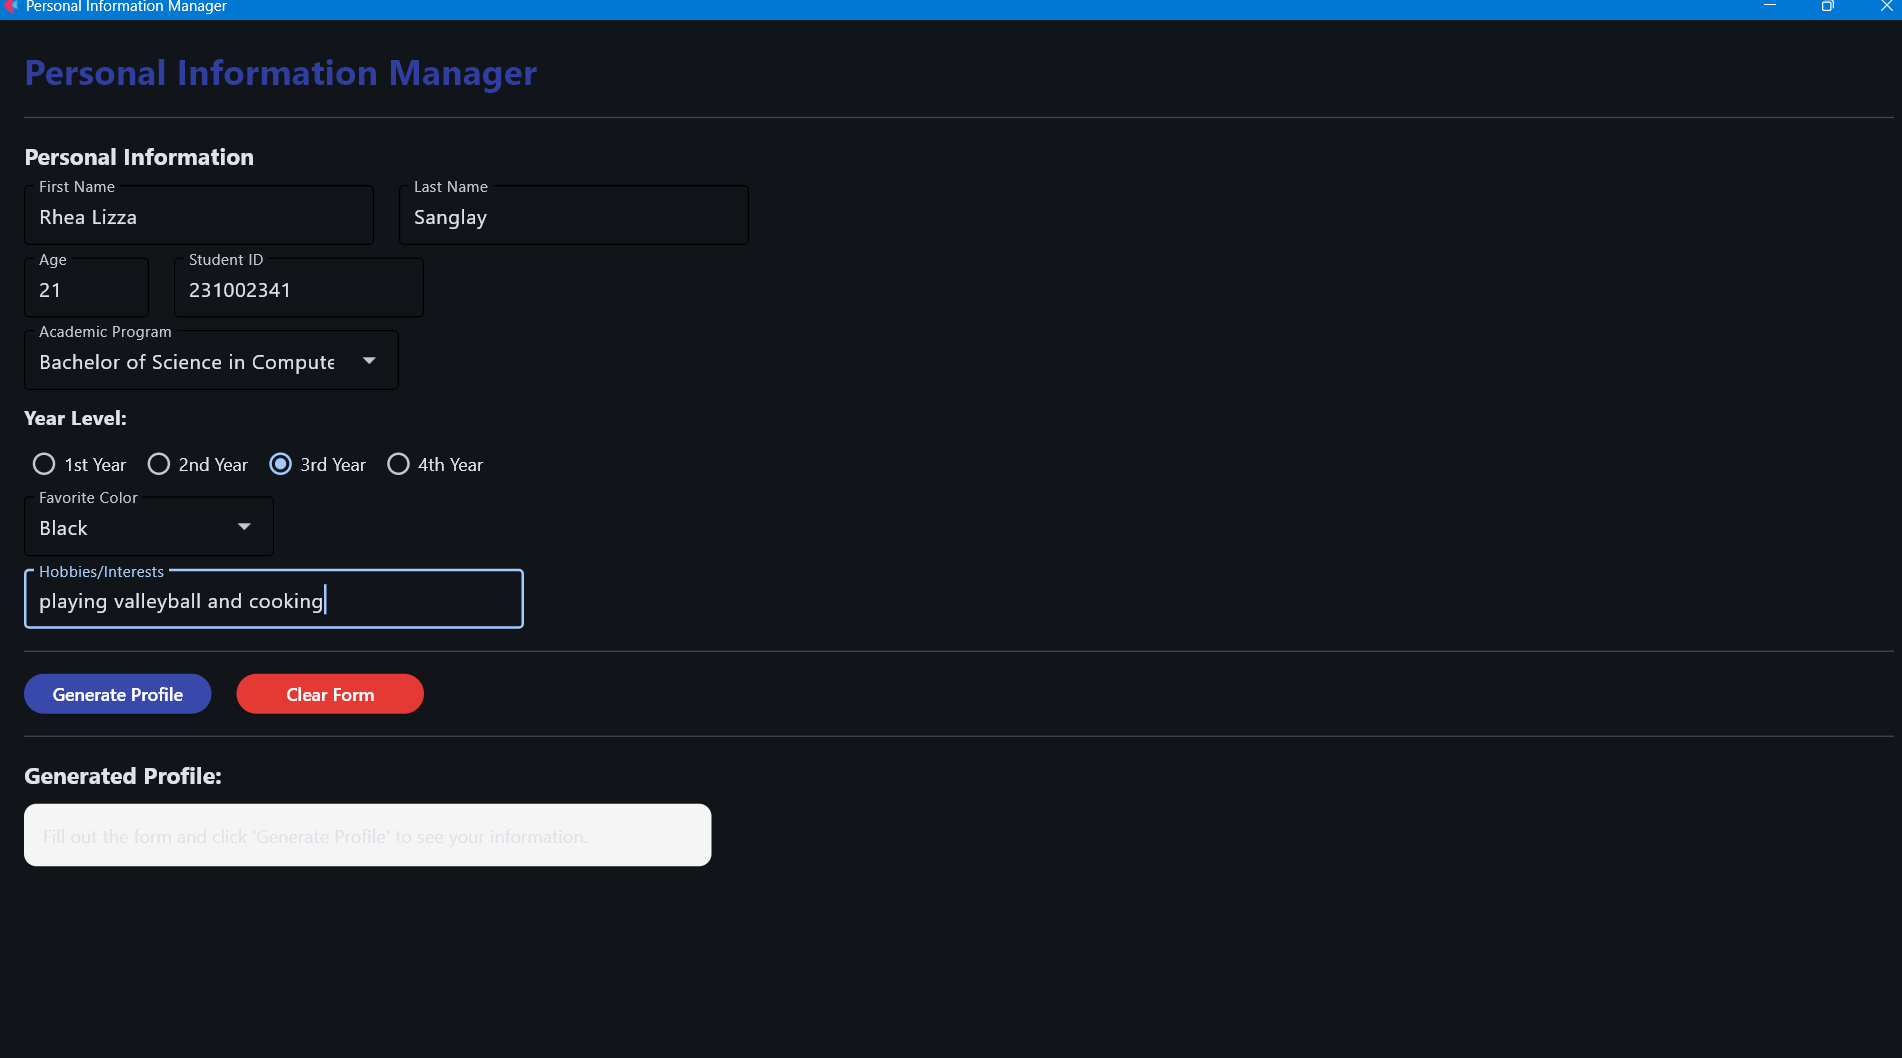 Personal Information Manager
Personal Information Manager
Personal Information
First Name
Last Name
Rhea Lizza
Sanglay
Age
Student ID
21
231002341
Academic Program
Bachelor of Science in Compute
Year Level:
1st Year 2nd Year 3rd Year 4th Year
Favorite Color
Black
Hobbies/Interests
playing valleyball and cooking
Generate Profile
Clear Form
Generated Profile:
Fill out the form and click 'Generate Profile' to see your information.